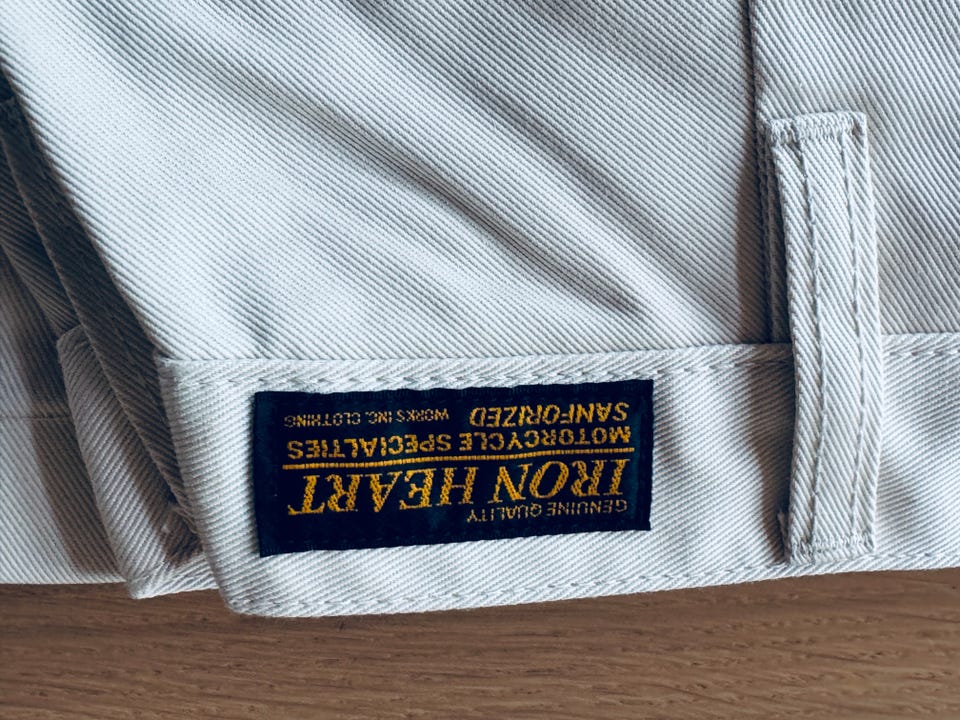 GENUINE QUALITY
IRON HEART
MOTORCYCLE SPECIALTIES
SANFORIZED WORKS INC. CLOTHING